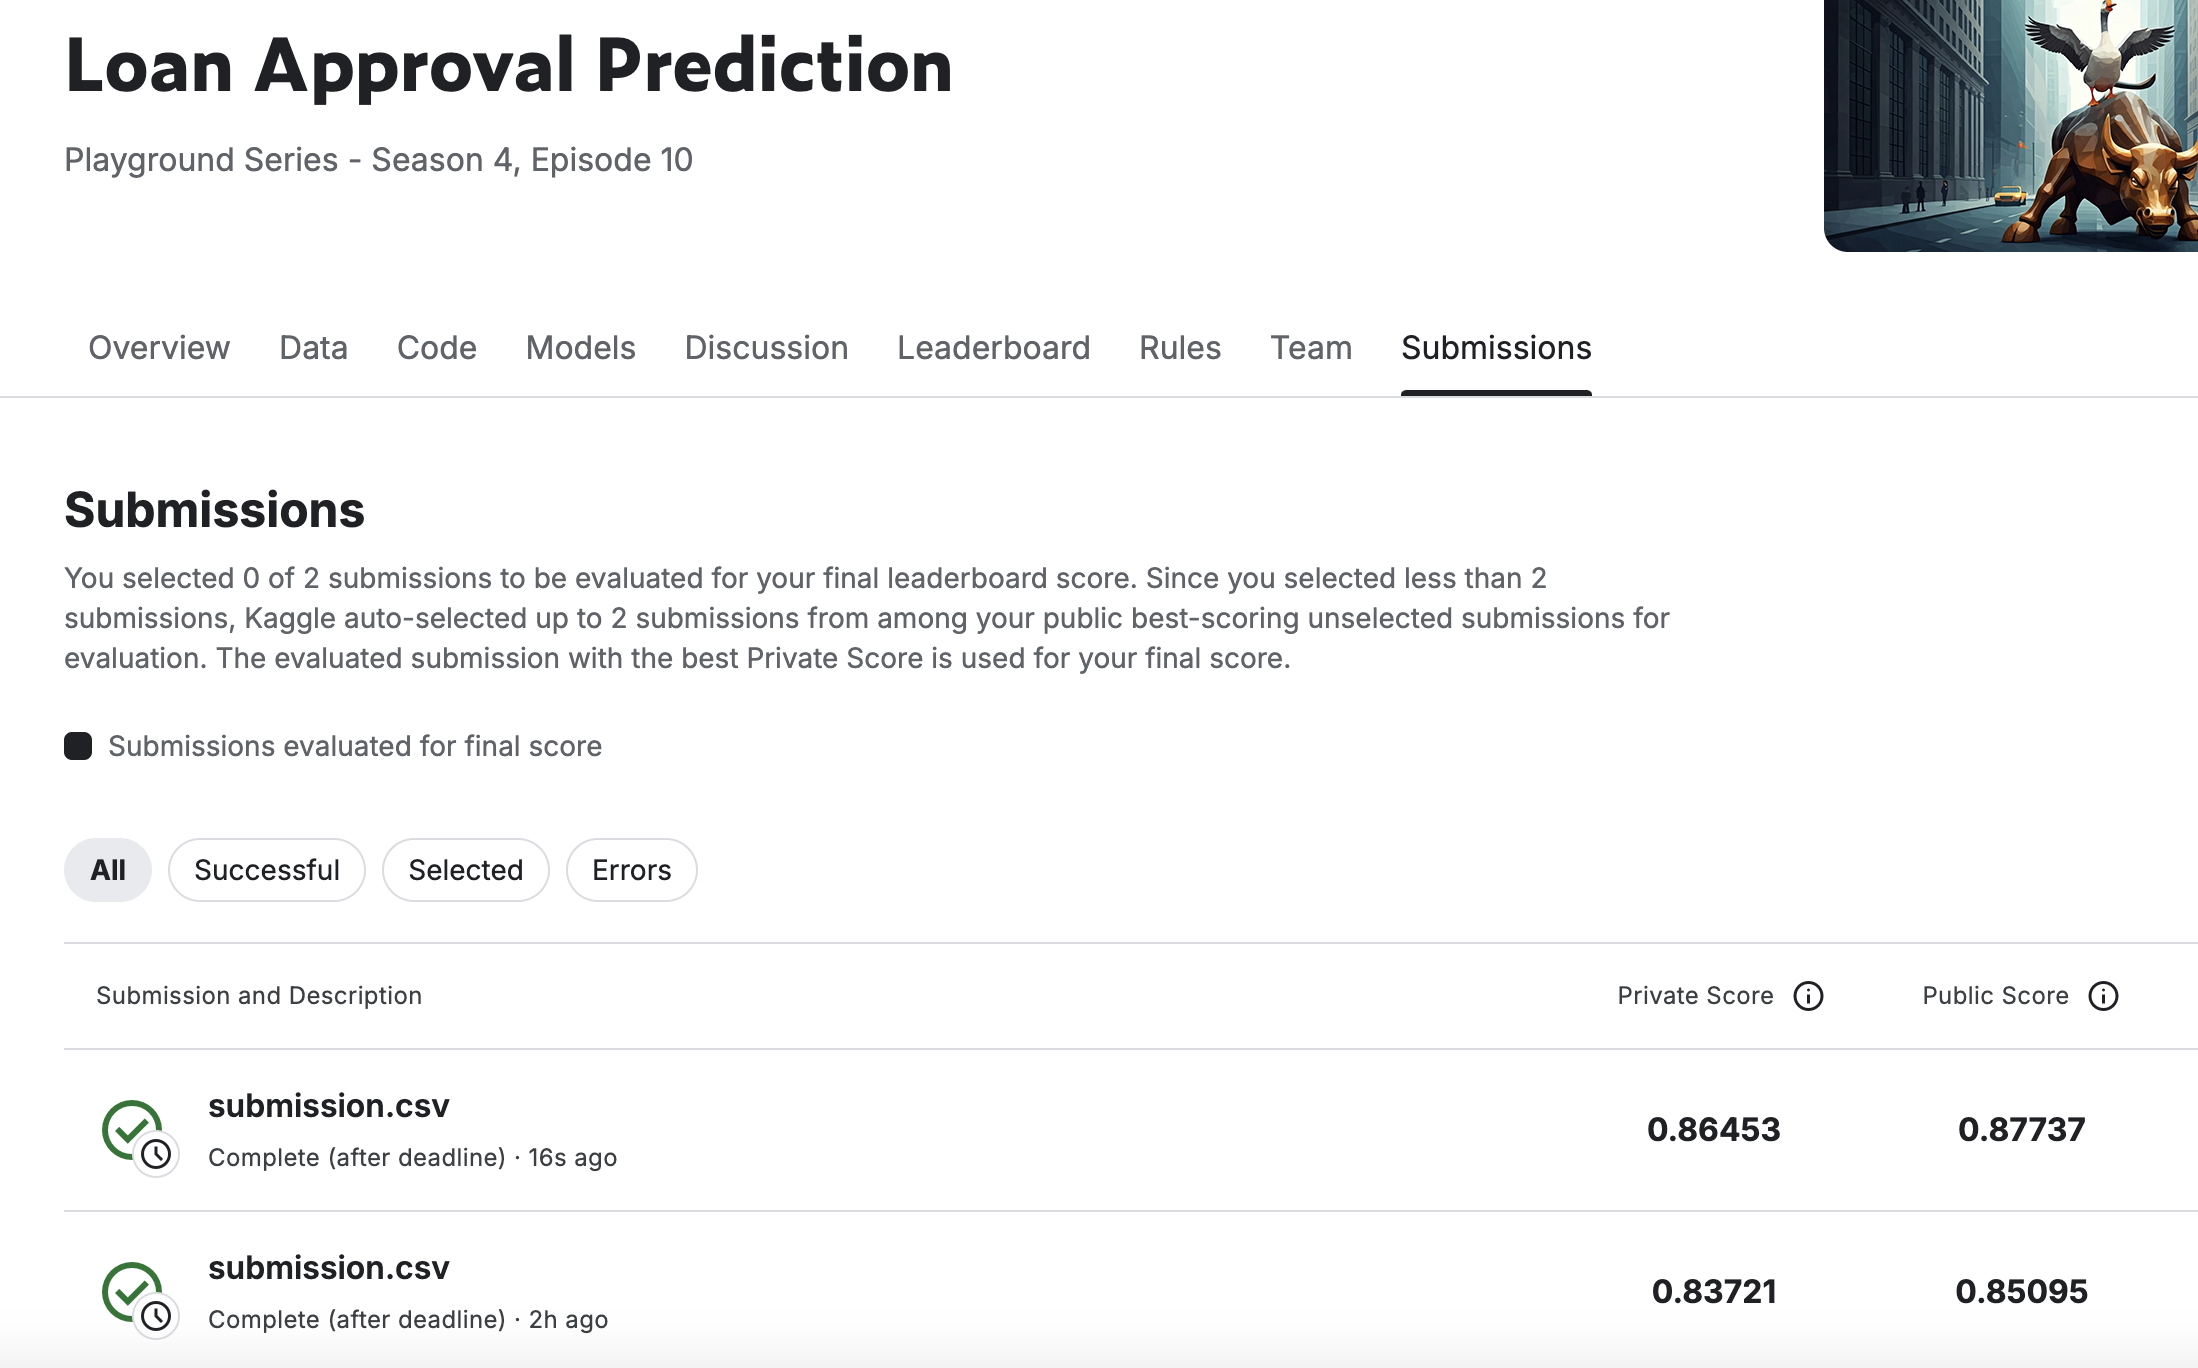 Loan Approval Prediction
Playground Series - Season 4, Episode 10
Overview Data Code Models Discussion Leaderboard Rules Team Submissions
Submissions
You selected 0 of 2 submissions to be evaluated for your final leaderboard score. Since you selected less than 2
submissions, Kaggle auto-selected up to 2 submissions from among your public best-scoring unselected submissions for
evaluation. The evaluated submission with the best Private Score is used for your final score.
Submissions evaluated for final score
All Successful Selected Errors
Submission and Description Private Score Public Score
submission.csv
Complete (after deadline) · 16s ago
0.86453 0.87737
submission.csv
Complete (after deadline) · 2h ago
0.83721 0.85095